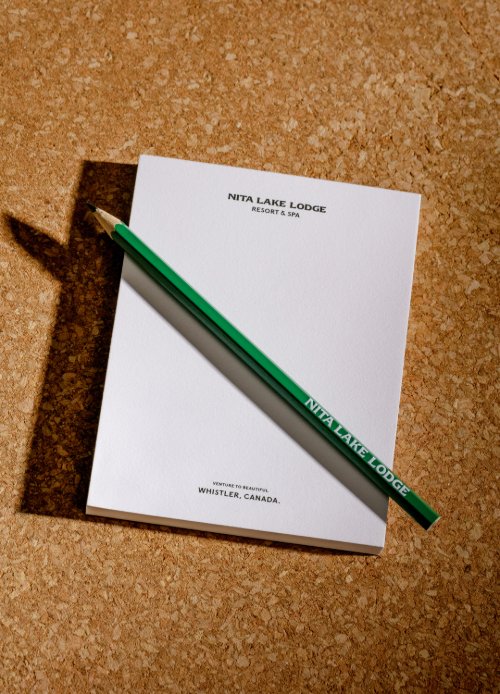 NITA LAKE LODGE
RESORT & SPA
NITA LAKE LODGE
VENTURE TO BEAUTIFUL
WHISTLER, CANADA.